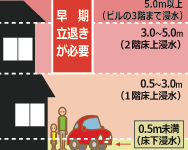 5.0m以上
(ビルの3階まで浸水)
早期
立退き
が必要
3.0~5.0m
(2階床上浸水)
0.5~3.0m
(1階床上浸水)
0.5m未満
(床下浸水)